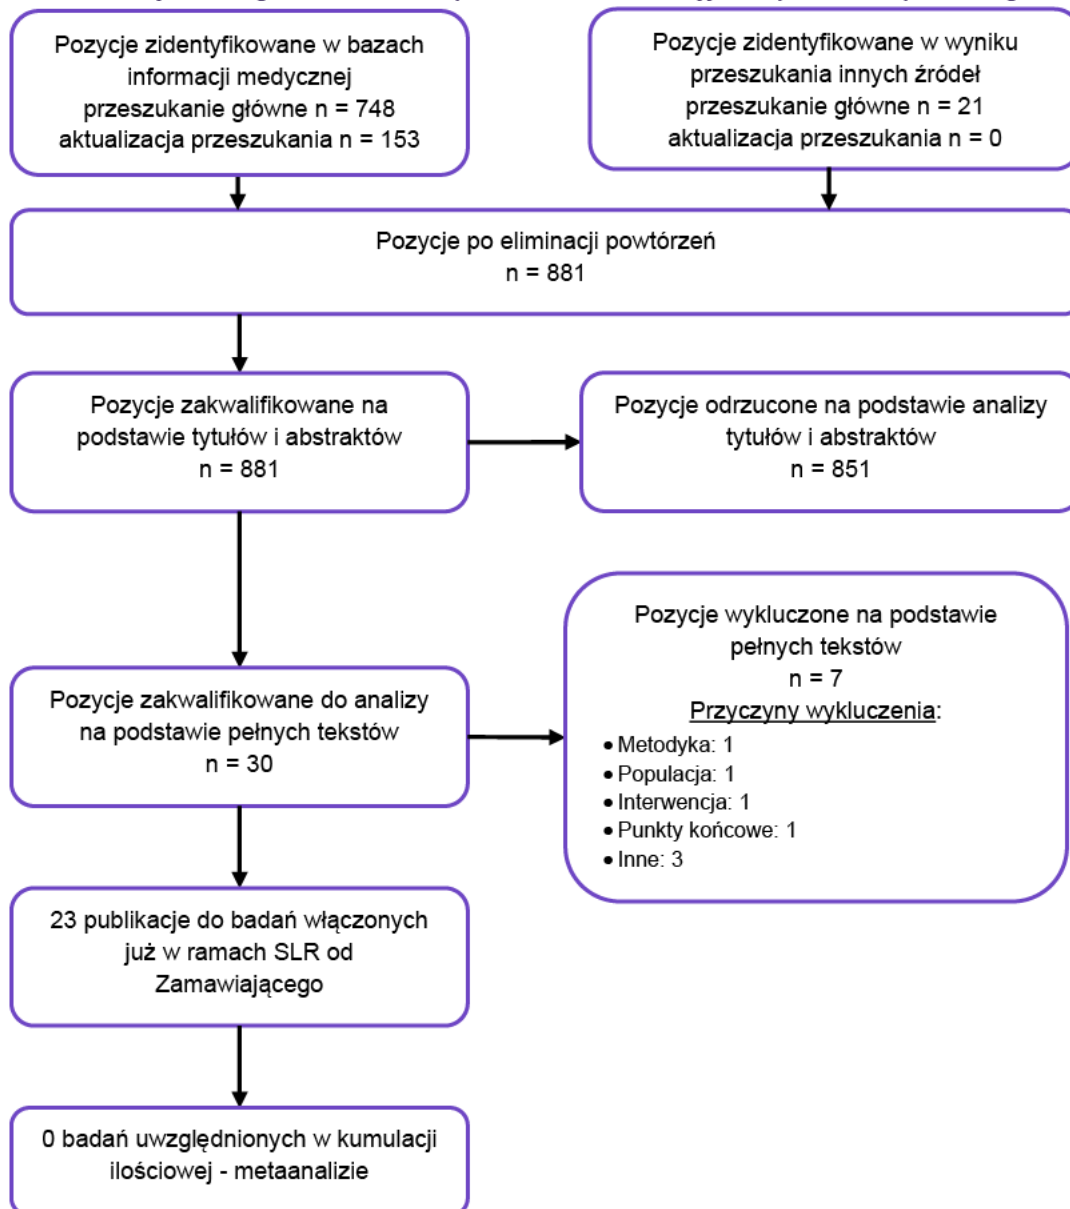 Pozycje zidentyfikowane w bazach
informacji medycznej
przeszukanie główne n = 748
aktualizacja przeszukania n = 153
Pozycje zidentyfikowane w wyniku
przeszukania innych źródeł
przeszukanie główne n = 21
aktualizacja przeszukania n = 0
Pozycje po eliminacji powtórzeń
n = 881
Pozycje zakwalifikowane na
podstawie tytułów i abstraktów
n = 881
Pozycje odrzucone na podstawie analizy
tytułów i abstraktów
n = 851
Pozycje zakwalifikowane do analizy
na podstawie pełnych tekstów
n = 30
Pozycje wykluczone na podstawie
pełnych tekstów
n = 7
Przyczyny wykluczenia:
• Metodyka: 1
• Populacja: 1
• Interwencja: 1
• Punkty końcowe: 1
• Inne: 3
23 publikacje do badań włączonych
już w ramach SLR od
Zamawiającego
0 badań uwzględnionych w kumulacji
ilościowej - metaanalizie